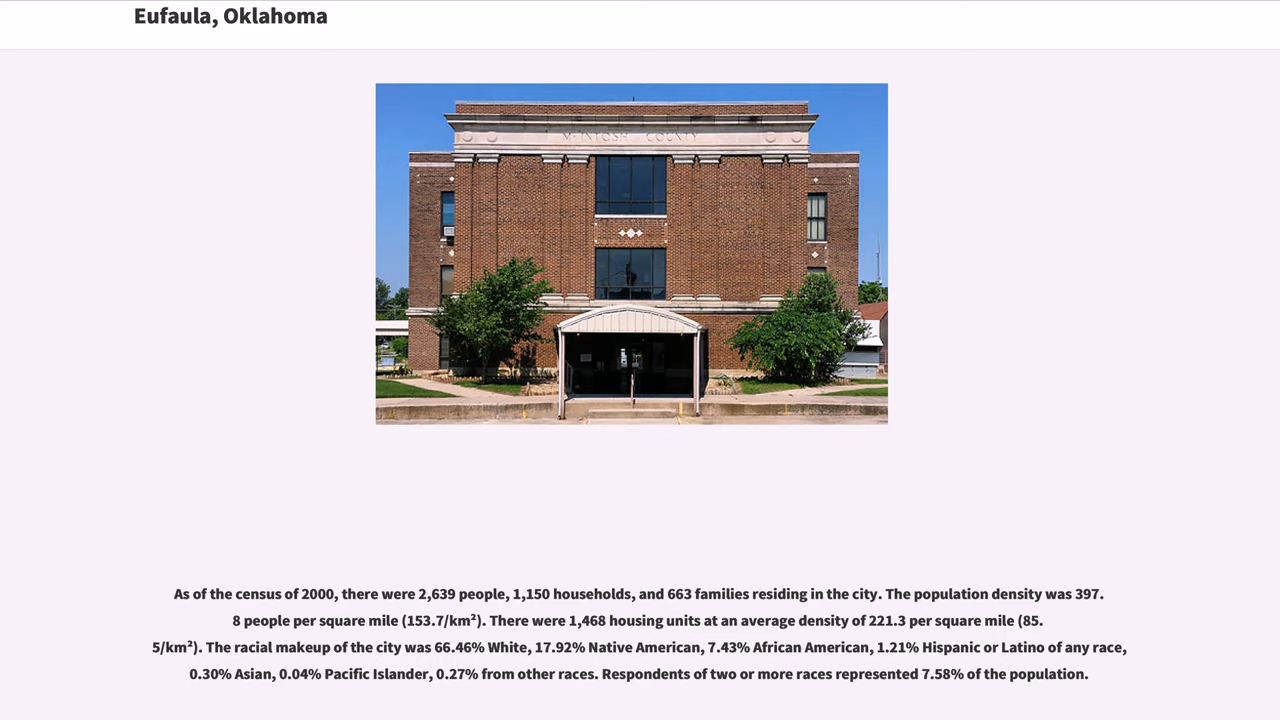 Eufaula, Oklahoma
McINTOSH COUNTY
As of the census of 2000, there were 2,639 people, 1,150 households, and 663 families residing in the city. The population density was 397.
8 people per square mile (153.7/km²). There were 1,468 housing units at an average density of 221.3 per square mile (85.
5/km²). The racial makeup of the city was 66.46% White, 17.92% Native American, 7.43% African American, 1.21% Hispanic or Latino of any race,
0.30% Asian, 0.04% Pacific Islander, 0.27% from other races. Respondents of two or more races represented 7.58% of the population.